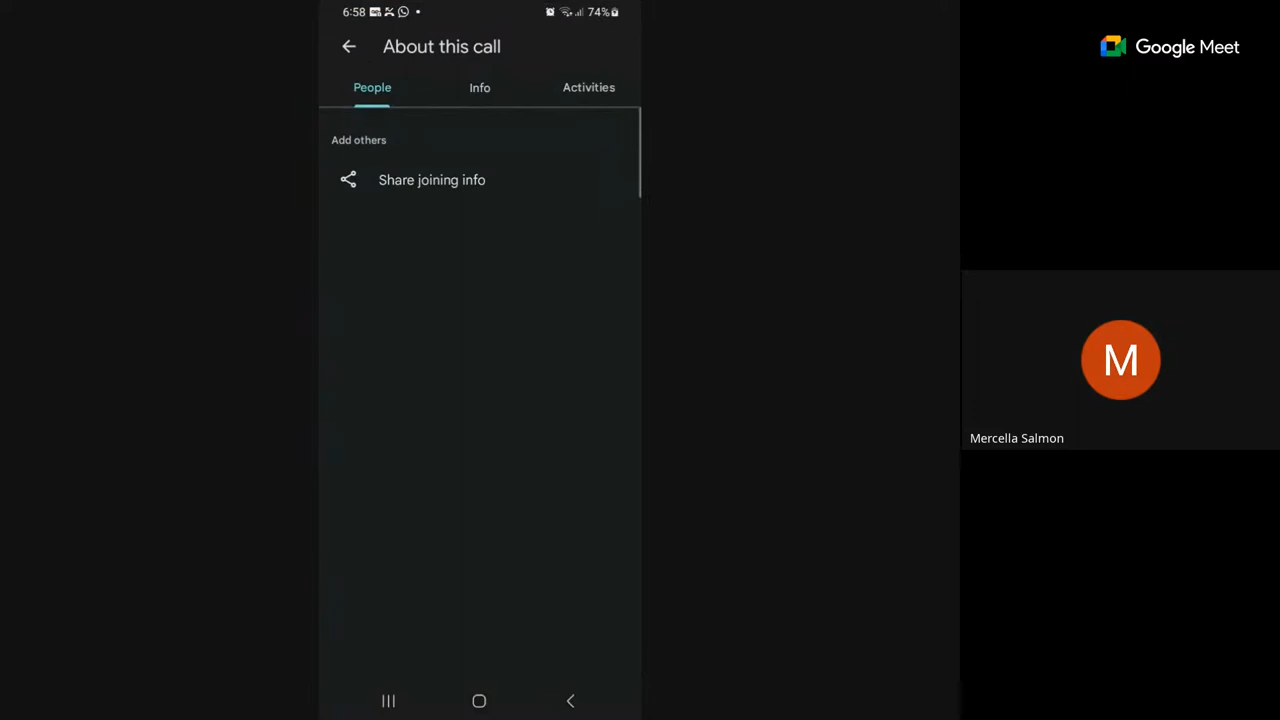 6:58
74%
About this call
People
Info
Activities
Add others
Share joining info
Google Meet
M
Mercella Salmon